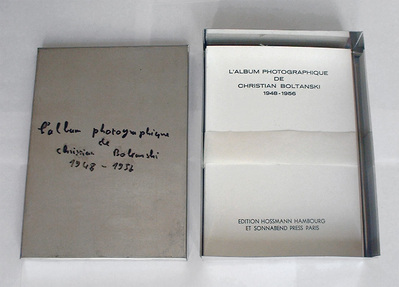 l'album photographique
de
Christian Boltanski
1948 - 1956
L'ALBUM PHOTOGRAPHIQUE
DE
CHRISTIAN BOLTANSKI
1948-1956
EDITION HOSSMANN HAMBOURG
ET SONNABEND PRESS PARIS